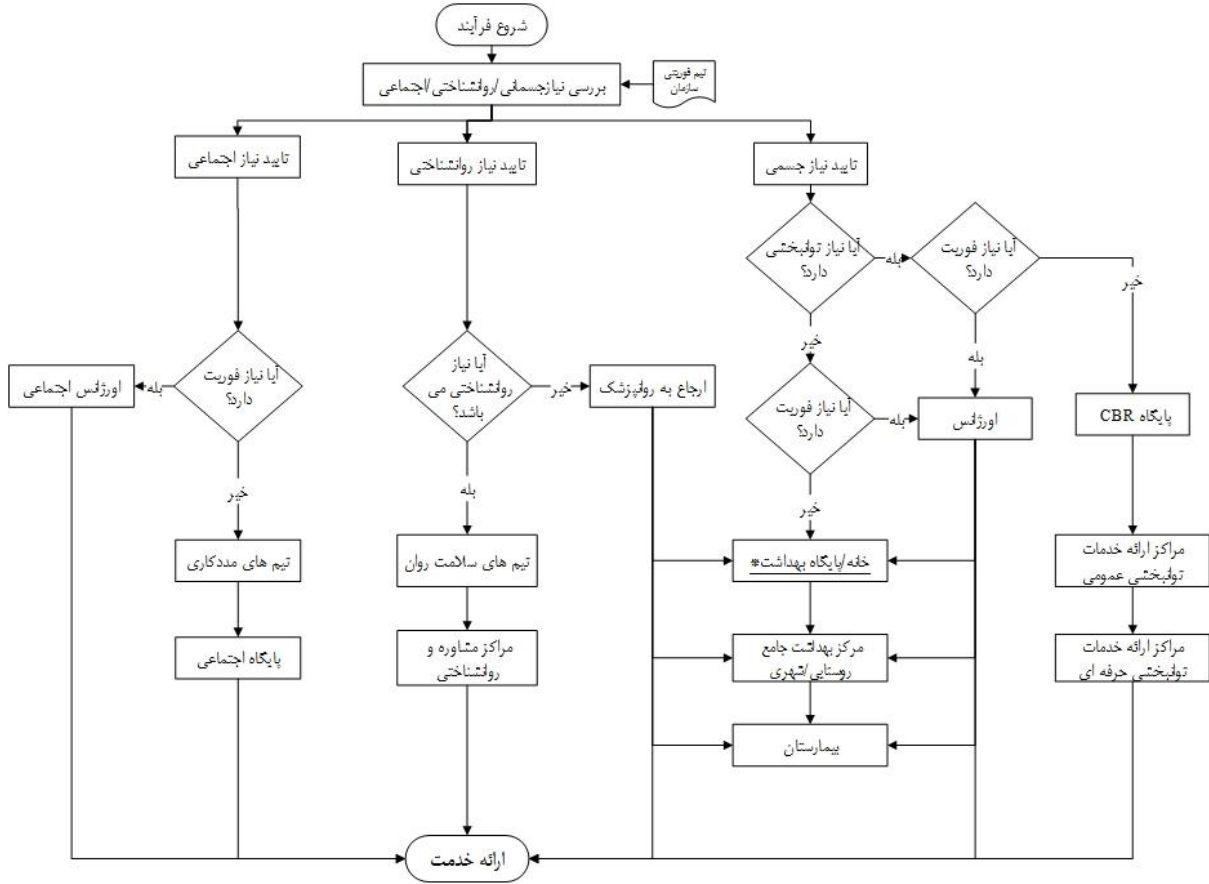 شروع فرآیند
بررسی نیازجسمانی/روانشناختی/اجتماعی
تیم فوریتی
سازمان
تایید نیاز جسمی
تایید نیاز روانشناختی
تایید نیاز اجتماعی
آیا نیاز فوریت
دارد؟
بله
آیا نیاز توانبخشی
دارد؟
خیر
خیر
بله
آیا نیاز
روانشناختی می
باشد؟
خیر
ارجاع به روانپزشک
آیا نیاز فوریت
دارد؟
بله
اورژانس اجتماعی
پایگاه CBR
اورژانس
بله
آیا نیاز فوریت
دارد؟
خیر
بله
خیر
مراکز ارائه خدمات
توانبخشی عمومی
خانه/پایگاه بهداشت*
تیم های سلامت روان
تیم های مددکاری
مراکز ارائه خدمات
توانبخشی حرفه ای
مرکز بهداشت جامع
روستایی/شهری
مراکز مشاوره و
روانشناختی
پایگاه اجتماعی
بیمارستان
ارائه خدمت